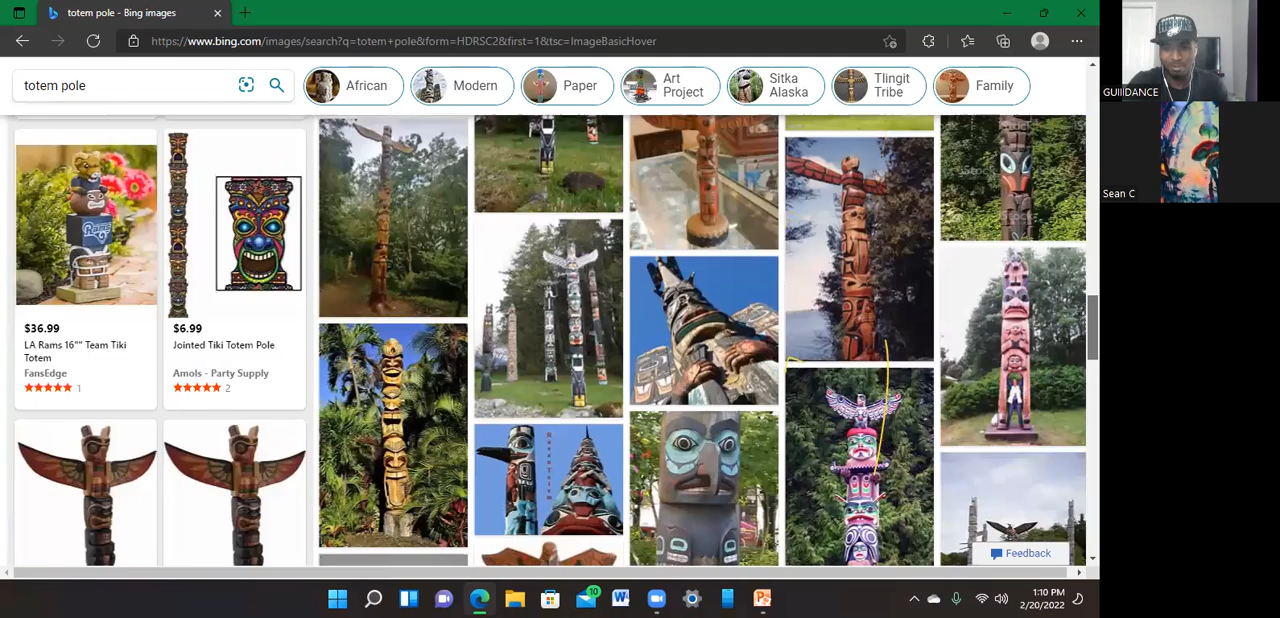 totem pole - Bing images
https://www.bing.com/images/search?q=totem+pole&form=HDRSC2&first=1&tsc=ImageBasicHover
totem pole
African
Modern
Paper
Art
Project
Sitka
Alaska
Tlingit
Tribe
Family
GUIIDANCE
Sean C
$36.99
LA Rams 16"" Team Tiki
Totem
FansEdge
1
$6.99
Jointed Tiki Totem Pole
Amols - Party Supply
2
Feedback
10
1:10 PM
2/20/2022